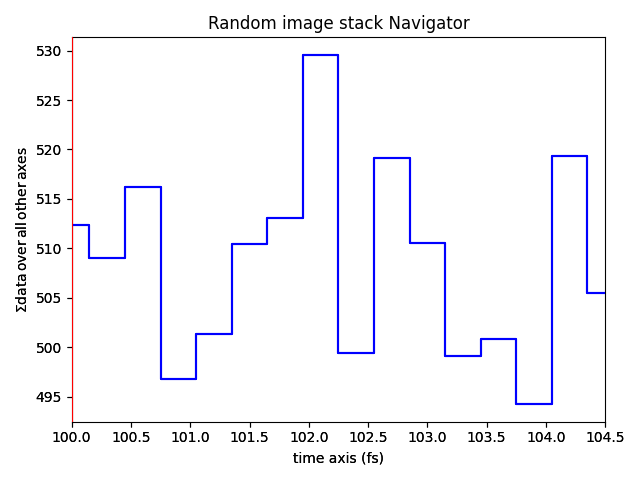 Random image stack Navigator
530
525
520
515
510
505
500
495
Σdata over all other axes
100.0 100.5 101.0 101.5 102.0 102.5 103.0 103.5 104.0 104.5
time axis (fs)